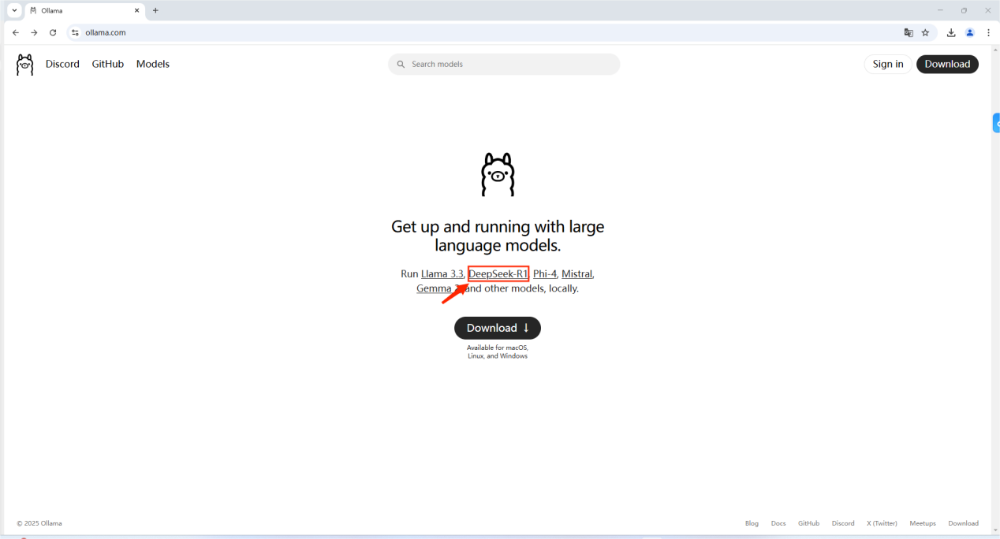 Ollama
ollama.com
Discord GitHub Models
Search models
Sign in Download
Get up and running with large
language models.
Run Llama 3.3, DeepSeek-R1 Phi-4, Mistral,
Gemma and other models, locally.
Download ↓
Available for macOS,
Linux, and Windows
© 2025 Ollama
Blog Docs GitHub Discord X (Twitter) Meetups Download